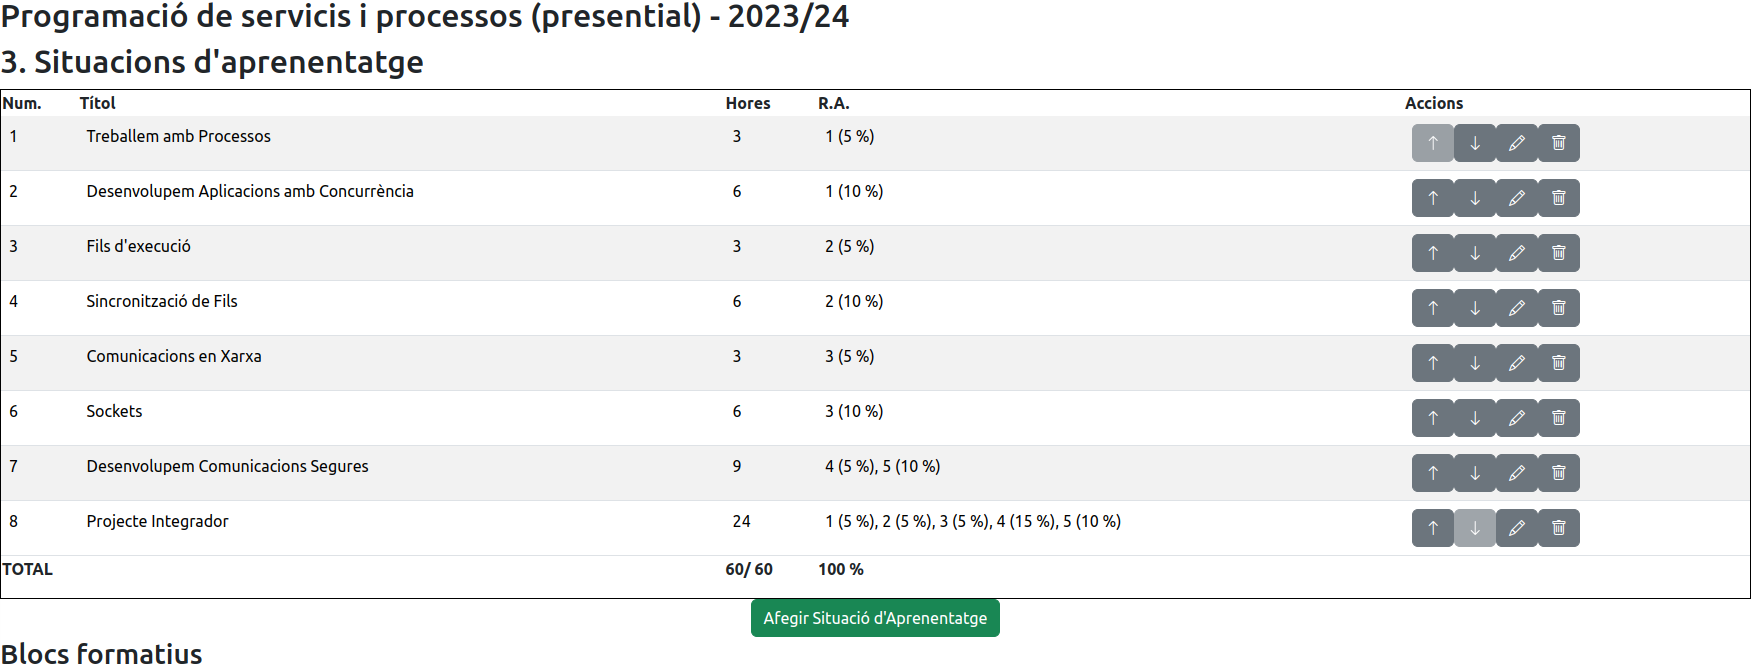 Programació de servicis i processos (presential) - 2023/24
3. Situacions d'aprenentatge
Num. Títol Hores R.A. Accions
1 Treballem amb Processos 3 1 (5 %)
2 Desenvolupem Aplicacions amb Concurrència 6 1 (10 %)
3 Fils d'execució 3 2 (5 %)
4 Sincronització de Fils 6 2 (10 %)
5 Comunicacions en Xarxa 3 3 (5 %)
6 Sockets 6 3 (10 %)
7 Desenvolupem Comunicacions Segures 9 4 (5 %), 5 (10 %)
8 Projecte Integrador 24 1 (5 %), 2 (5 %), 3 (5 %), 4 (15 %), 5 (10 %)
TOTAL 60/ 60 100 %
Afegir Situació d'Aprenentatge
Blocs formatius